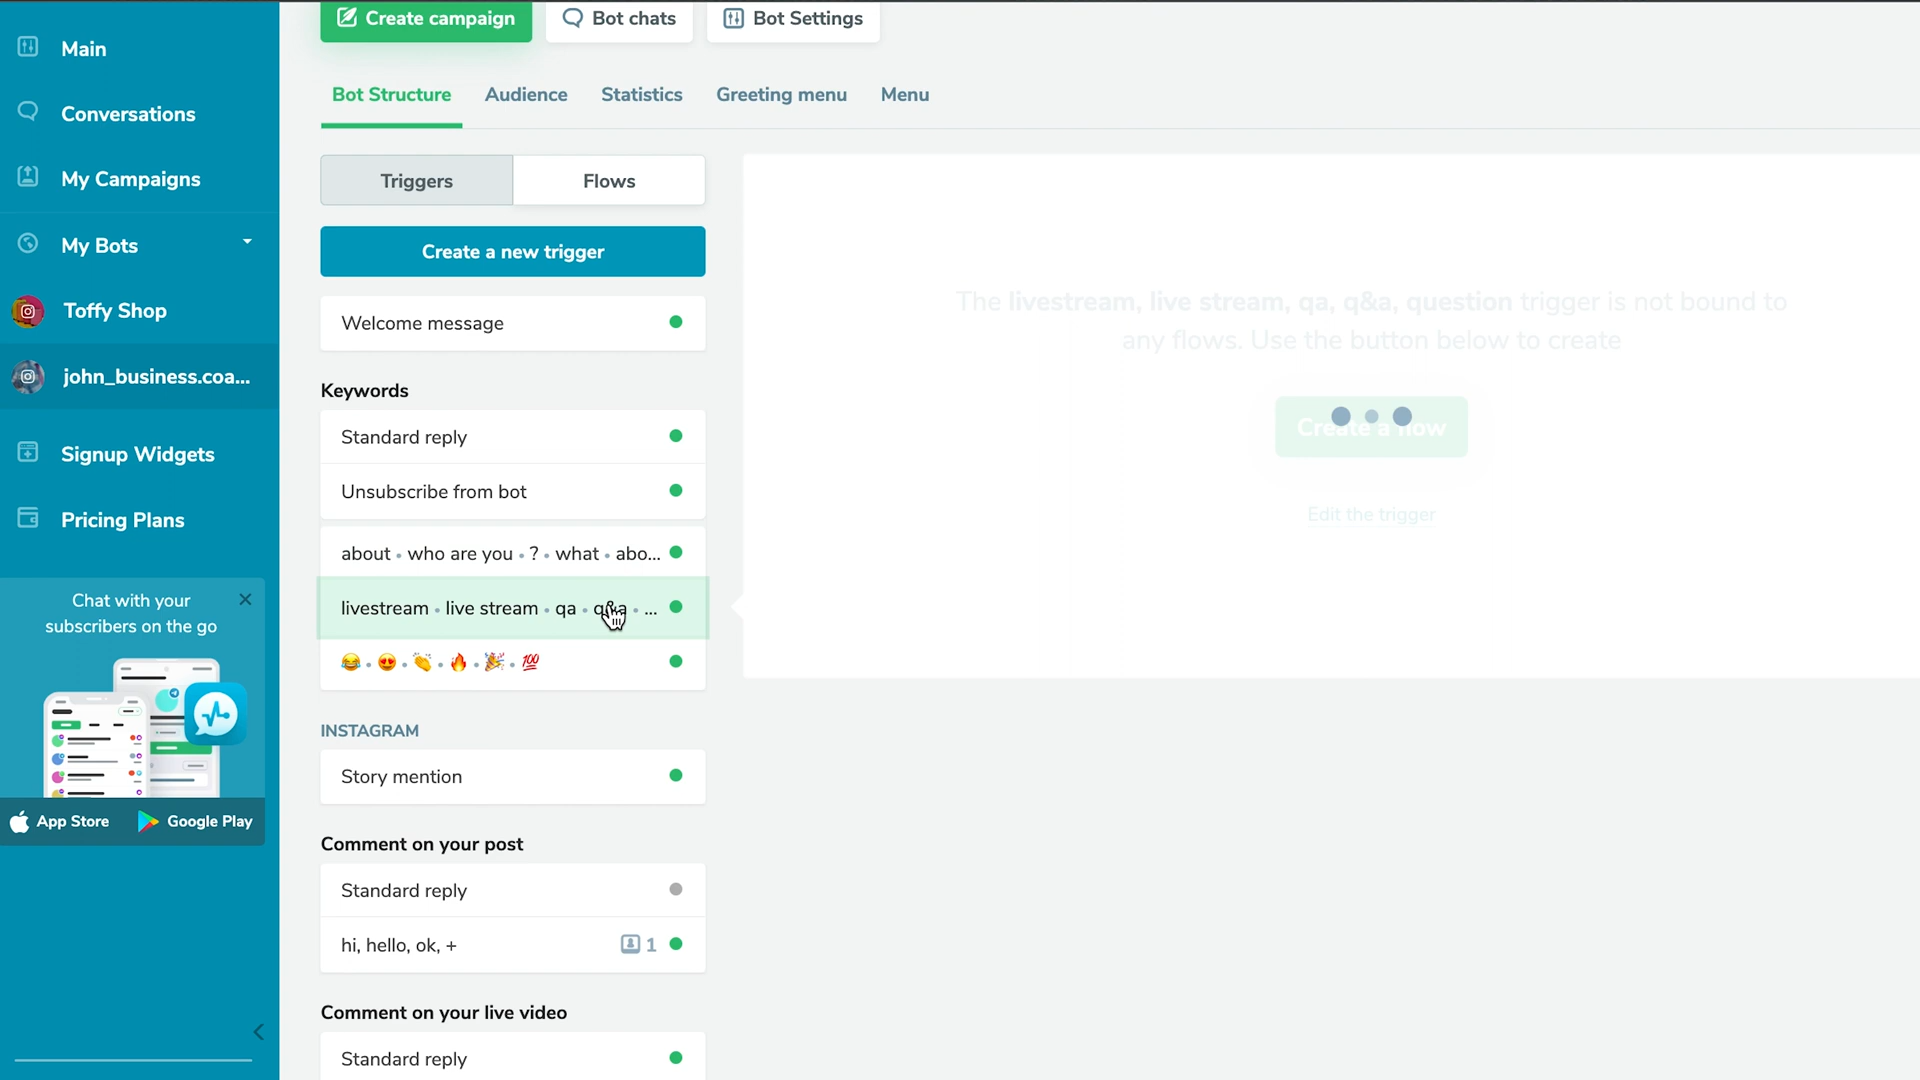 Main
Conversations
My Campaigns
My Bots
Toffy Shop
john_business.coa...
Signup Widgets
Pricing Plans
Chat with your
subscribers on the go
App Store
Google Play
Create campaign
Bot chats
Bot Settings
Bot Structure
Audience
Statistics
Greeting menu
Menu
Triggers
Flows
Create a new trigger
Welcome message
Keywords
Standard reply
Unsubscribe from bot
about • who are you • ? • what • abo...
livestream • live stream • qa • q&a • ...
😂 • 😍 • 👏 • 🔥 • 🎉 • 💯
INSTAGRAM
Story mention
Comment on your post
Standard reply
hi, hello, ok, +
1
Comment on your live video
Standard reply
The livestream, live stream, qa, q&a, question trigger is not bound to
any flows. Use the button below to create
Create a flow
Edit the trigger